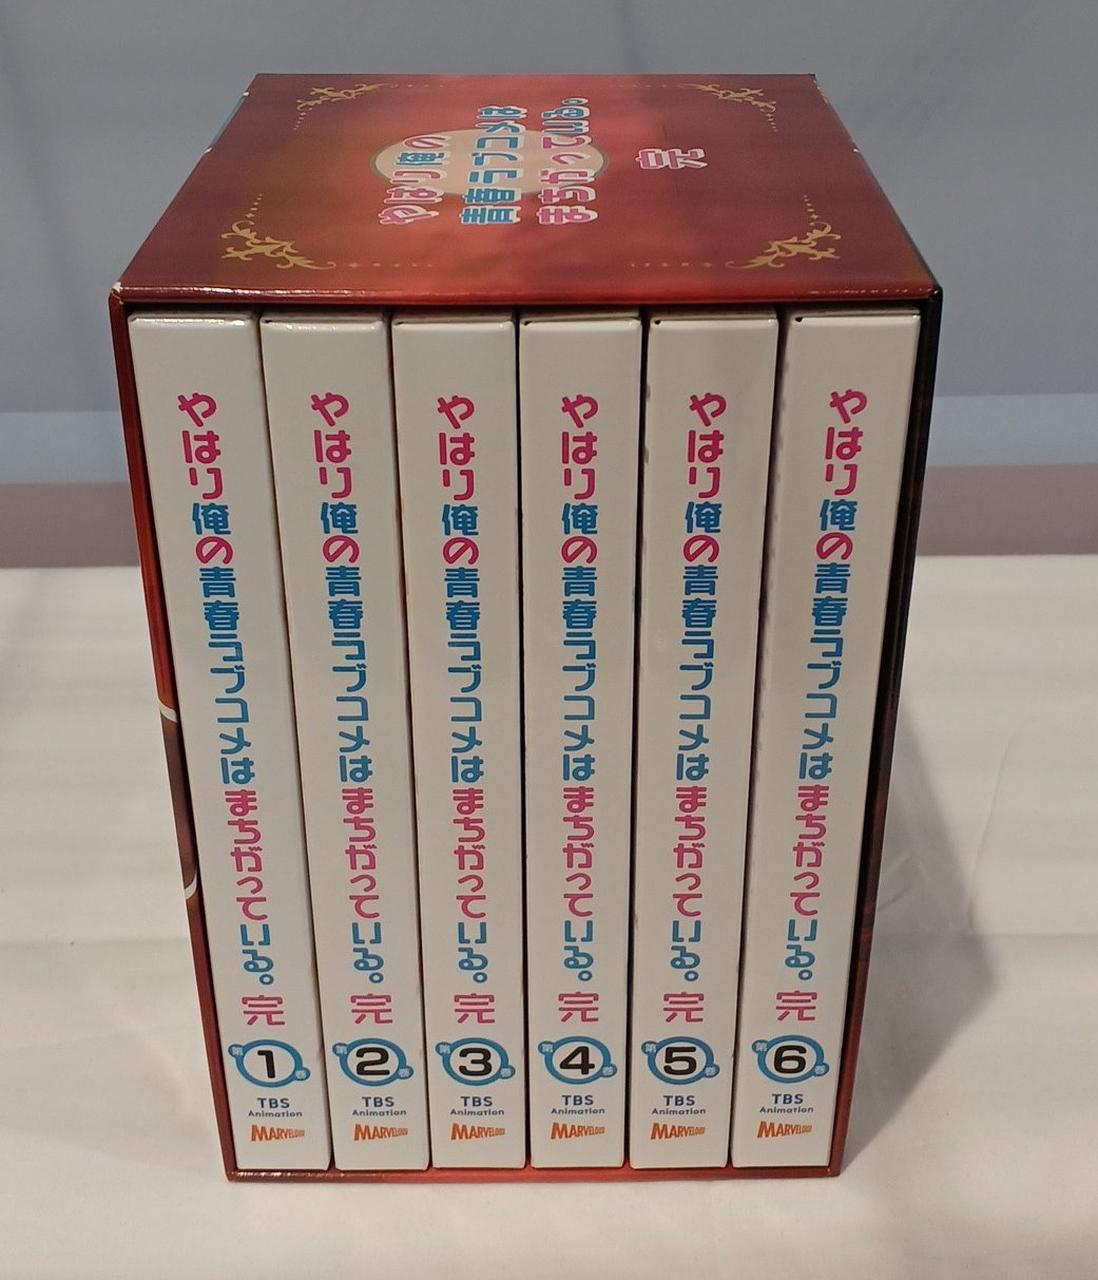 やはり俺の
青春ラブコメは
まちがっている。
完
やはり俺の青春ラブコメはまちがっている。完
第1巻
TBS
Animation
MARVELOUS
やはり俺の青春ラブコメはまちがっている。完
第2巻
TBS
Animation
MARVELOUS
やはり俺の青春ラブコメはまちがっている。完
第3巻
TBS
Animation
MARVELOUS
やはり俺の青春ラブコメはまちがっている。完
第4巻
TBS
Animation
MARVELOUS
やはり俺の青春ラブコメはまちがっている。完
第5巻
TBS
Animation
MARVELOUS
やはり俺の青春ラブコメはまちがっている。完
第6巻
TBS
Animation
MARVELOUS